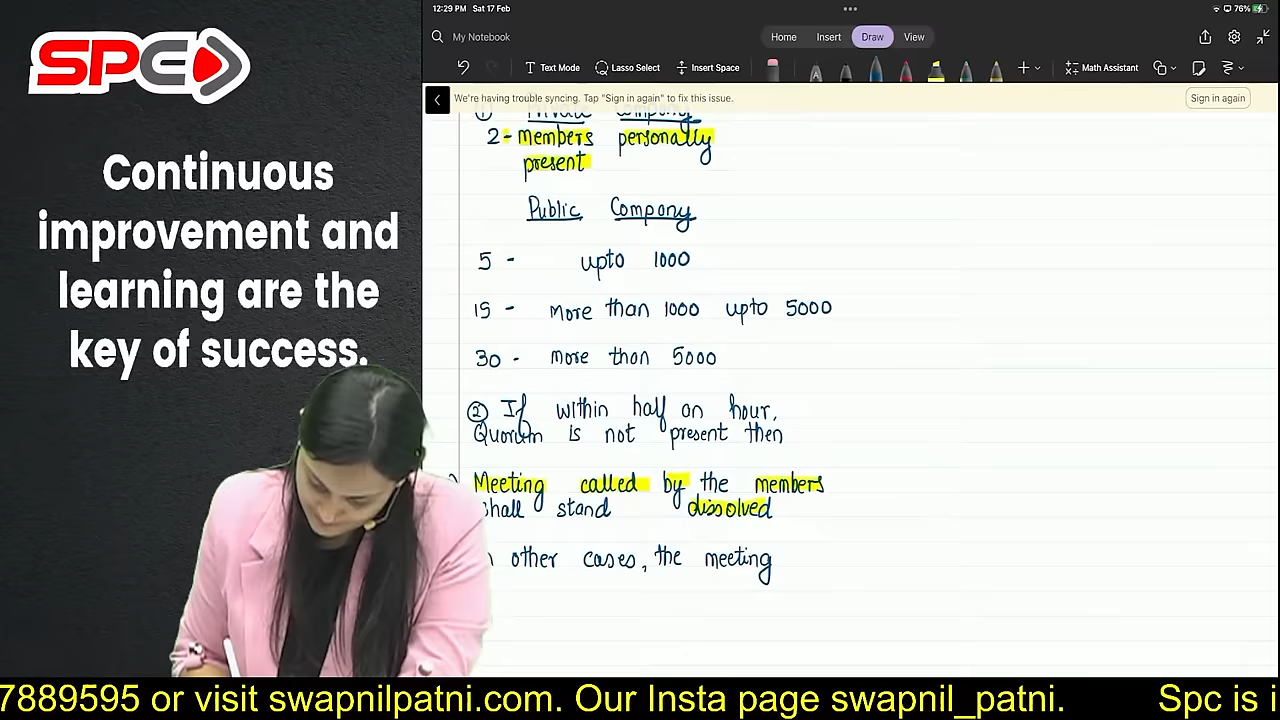 SPC
Continuous
improvement and
learning are the
key of success.
12:29 PM Sat 17 Feb
76%
My Notebook
Home Insert Draw View
Text Mode Lasso Select Insert Space Math Assistant
We're having trouble syncing. Tap "Sign in again" to fix this issue. Sign in again
① Private Company
2 - members personally
present
Public Company
5 - upto 1000
15 - more than 1000 upto 5000
30 - more than 5000
② If within half on hour,
Quorum is not present then
Meeting called by the members
shall stand dissolved
other cases, the meeting
7889595 or visit swapnilpatni.com. Our Insta page swapnil_patni. Spc is i